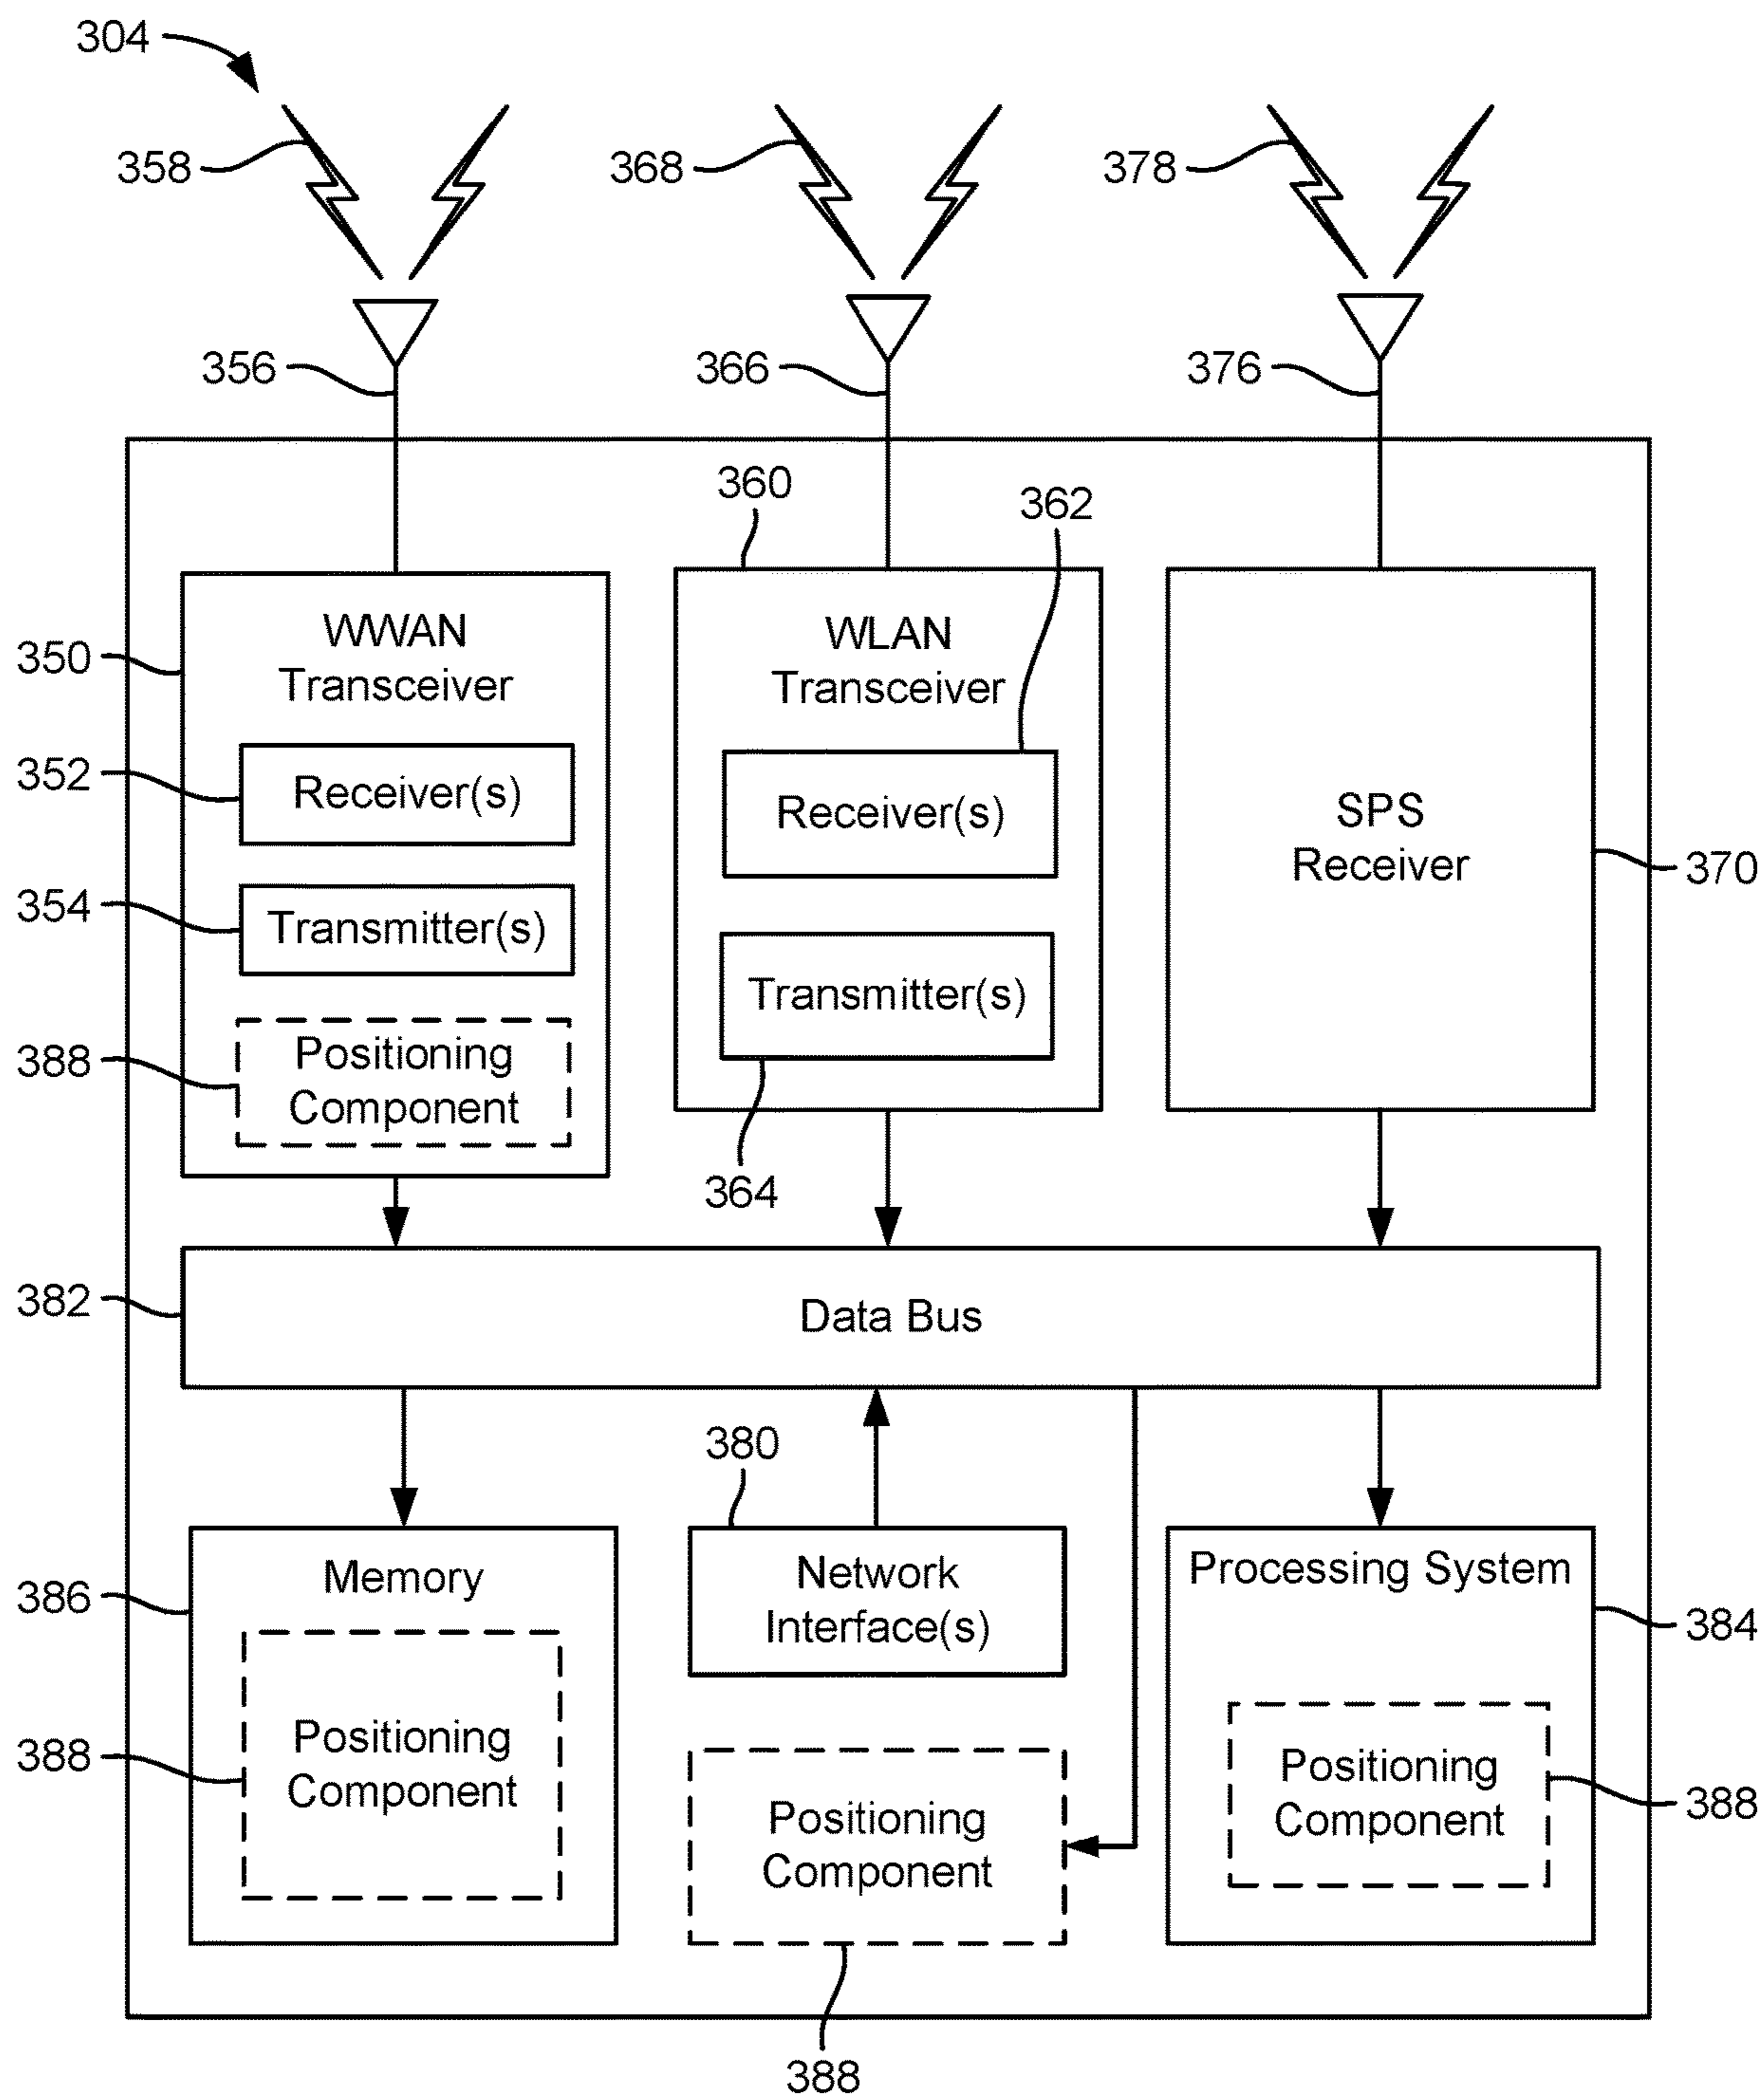 304
358
368
378
356
366
376
360
362
350
WWAN
Transceiver
WLAN
Transceiver
352
Receiver(s)
Receiver(s)
SPS
Receiver
370
354
Transmitter(s)
Transmitter(s)
388
Positioning
Component
364
382
Data Bus
380
386
Memory
Network
Interface(s)
Processing System
384
388
Positioning
Component
Positioning
Component
Positioning
Component
388
388